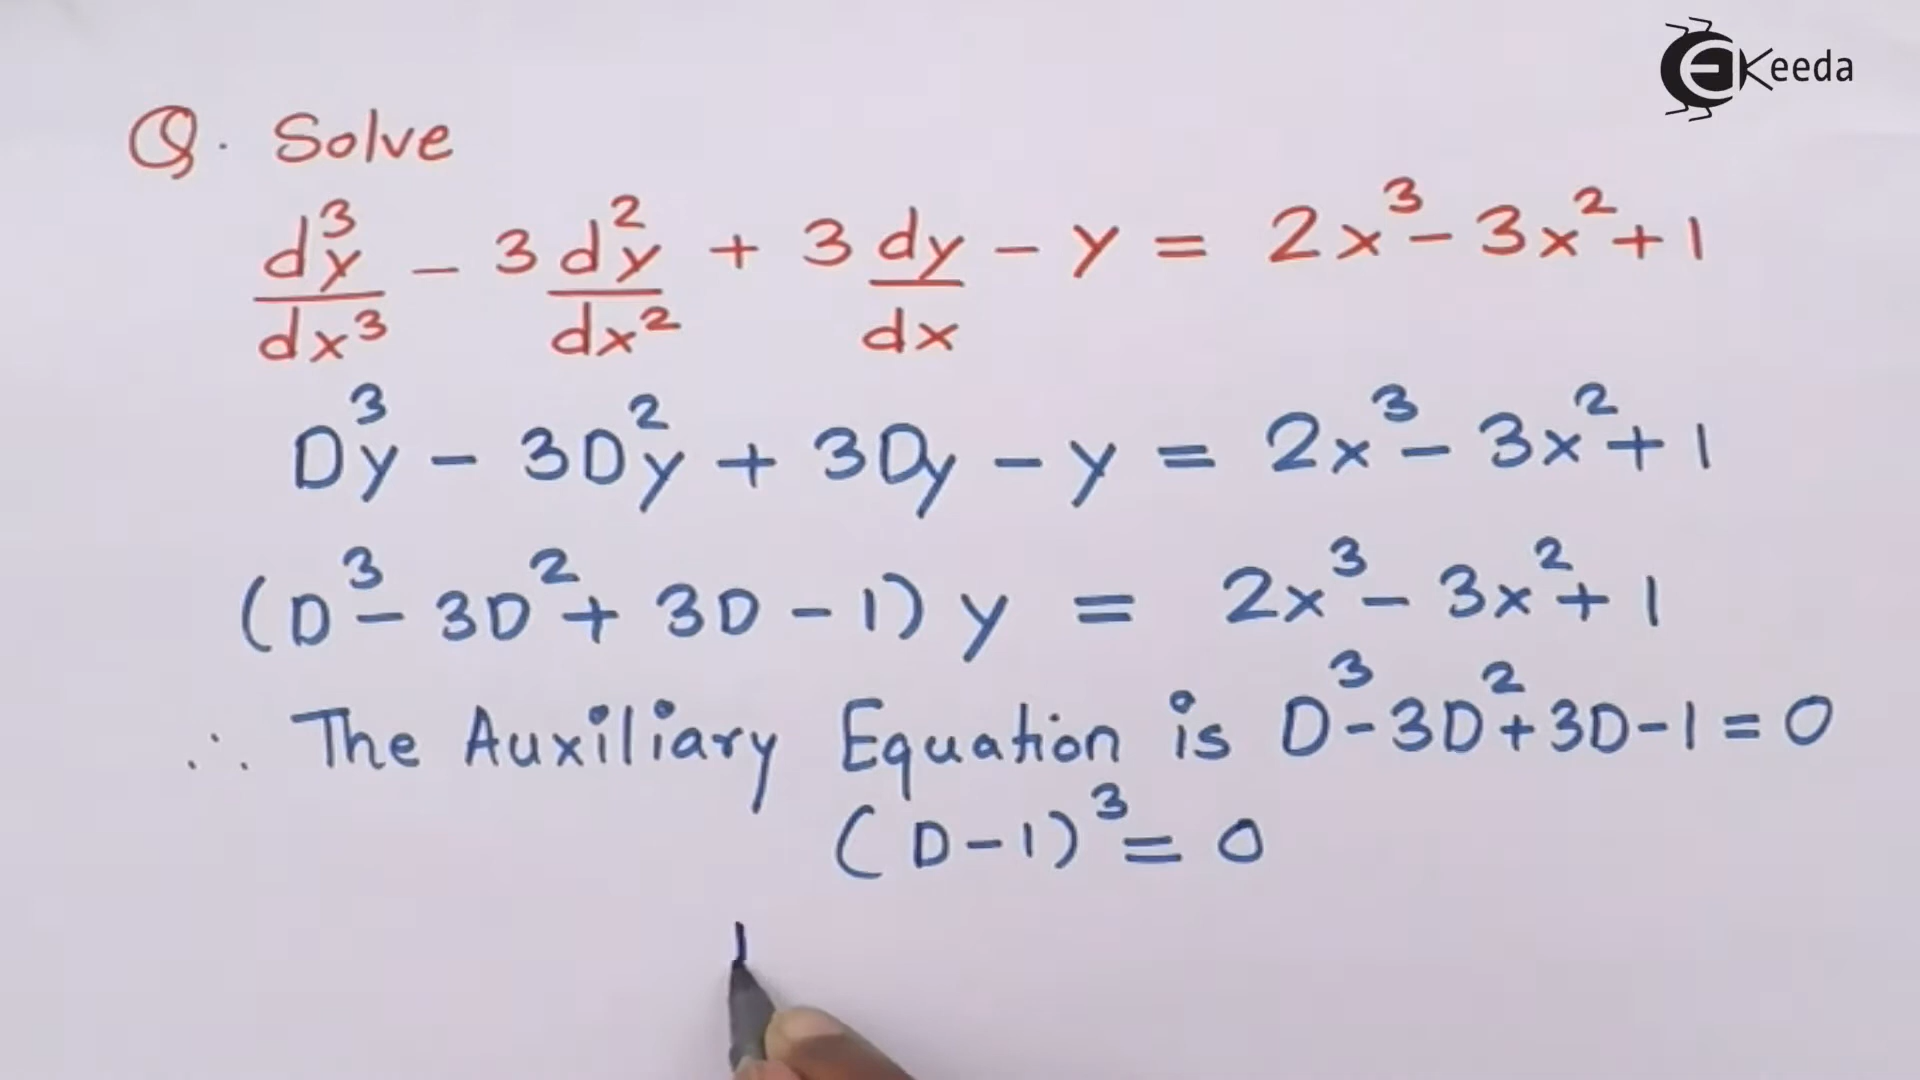 EKeeda
Q. Solve
d³y/dx³ - 3 d²y/dx² + 3 dy/dx - y = 2x³ - 3x² + 1
D³y - 3D²y + 3Dy - y = 2x³ - 3x² + 1
(D³ - 3D² + 3D - 1) y = 2x³ - 3x² + 1
∴ The Auxiliary Equation is D³ - 3D² + 3D - 1 = 0
(D - 1)³ = 0